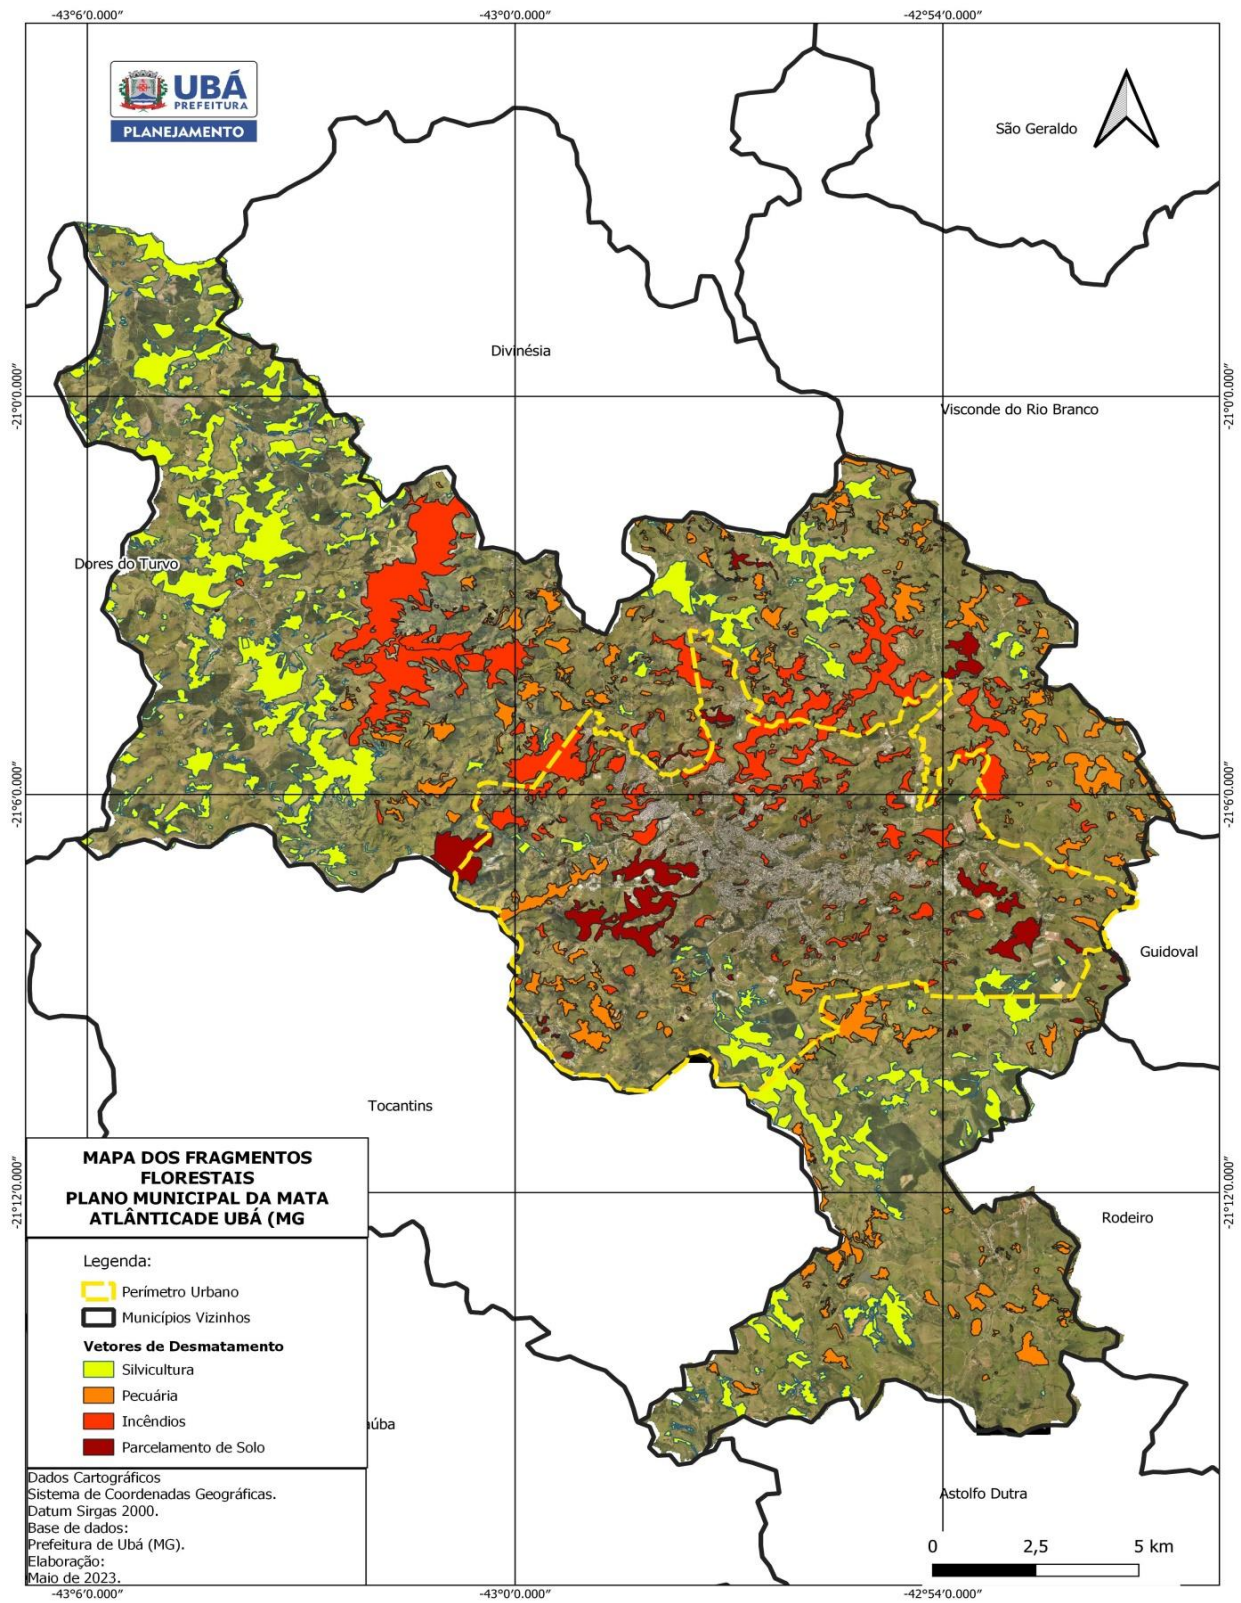 -43°6'0.000"
-43°0'0.000"
-42°54'0.000"
UBÁ
PREFEITURA
PLANEJAMENTO
São Geraldo
Divinésia
-21°0'0.000"
-21°0'0.000"
Visconde do Rio Branco
Dores do Turvo
-21°6'0.000"
-21°6'0.000"
Guidoval
Tocantins
MAPA DOS FRAGMENTOS
FLORESTAIS
PLANO MUNICIPAL DA MATA
ATLÂNTICADE UBÁ (MG
-21°12'0.000"
-21°12'0.000"
Rodeiro
Legenda:
Perímetro Urbano
Municípios Vizinhos
Vetores de Desmatamento
Silvicultura
Pecuária
Incêndios
Parcelamento de Solo
aúba
Dados Cartográficos
Sistema de Coordenadas Geográficas.
Datum Sirgas 2000.
Base de dados:
Prefeitura de Ubá (MG).
Elaboração:
Maio de 2023.
Astolfo Dutra
0 2,5 5 km
-43°6'0.000"
-43°0'0.000"
-42°54'0.000"